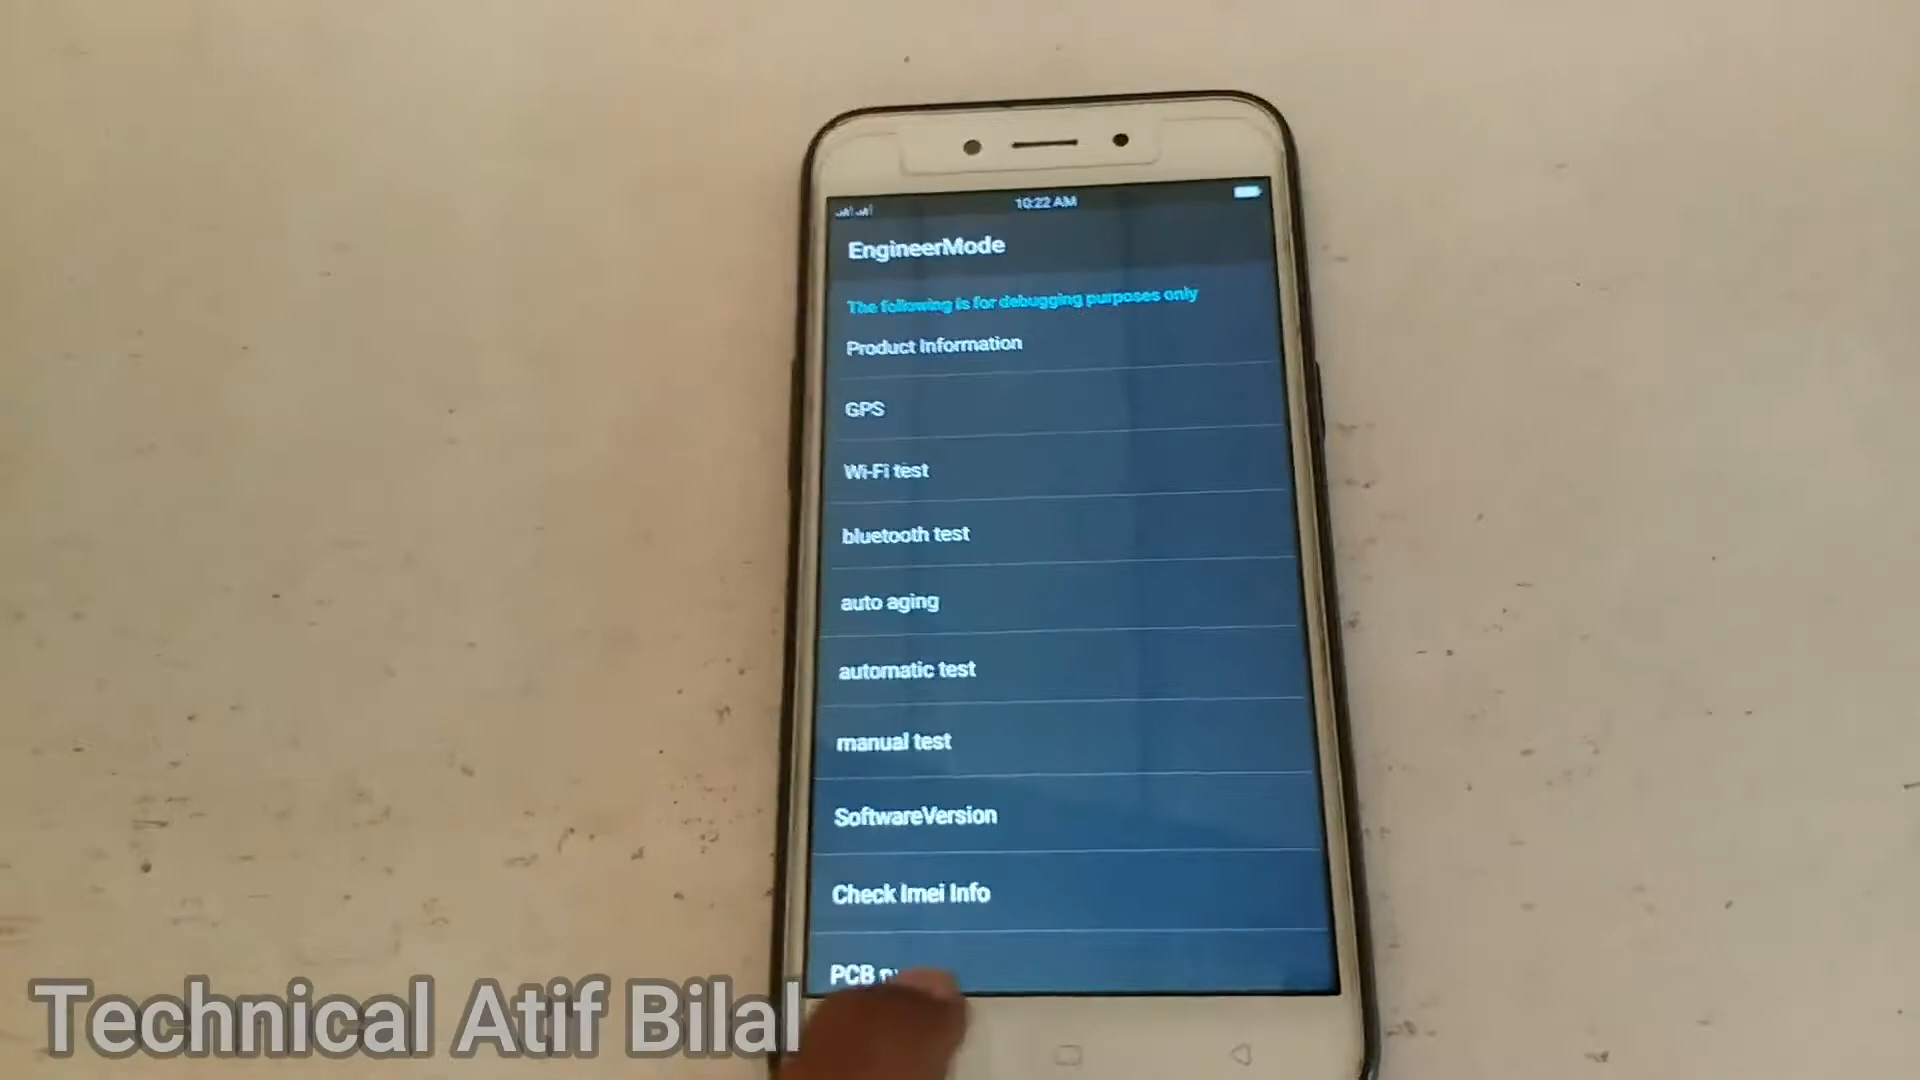 10:22 AM
EngineerMode
The following is for debugging purposes only
Product Information
GPS
Wi-Fi test
bluetooth test
auto aging
automatic test
manual test
SoftwareVersion
Check Imei Info
PCB
Technical Atif Bilal